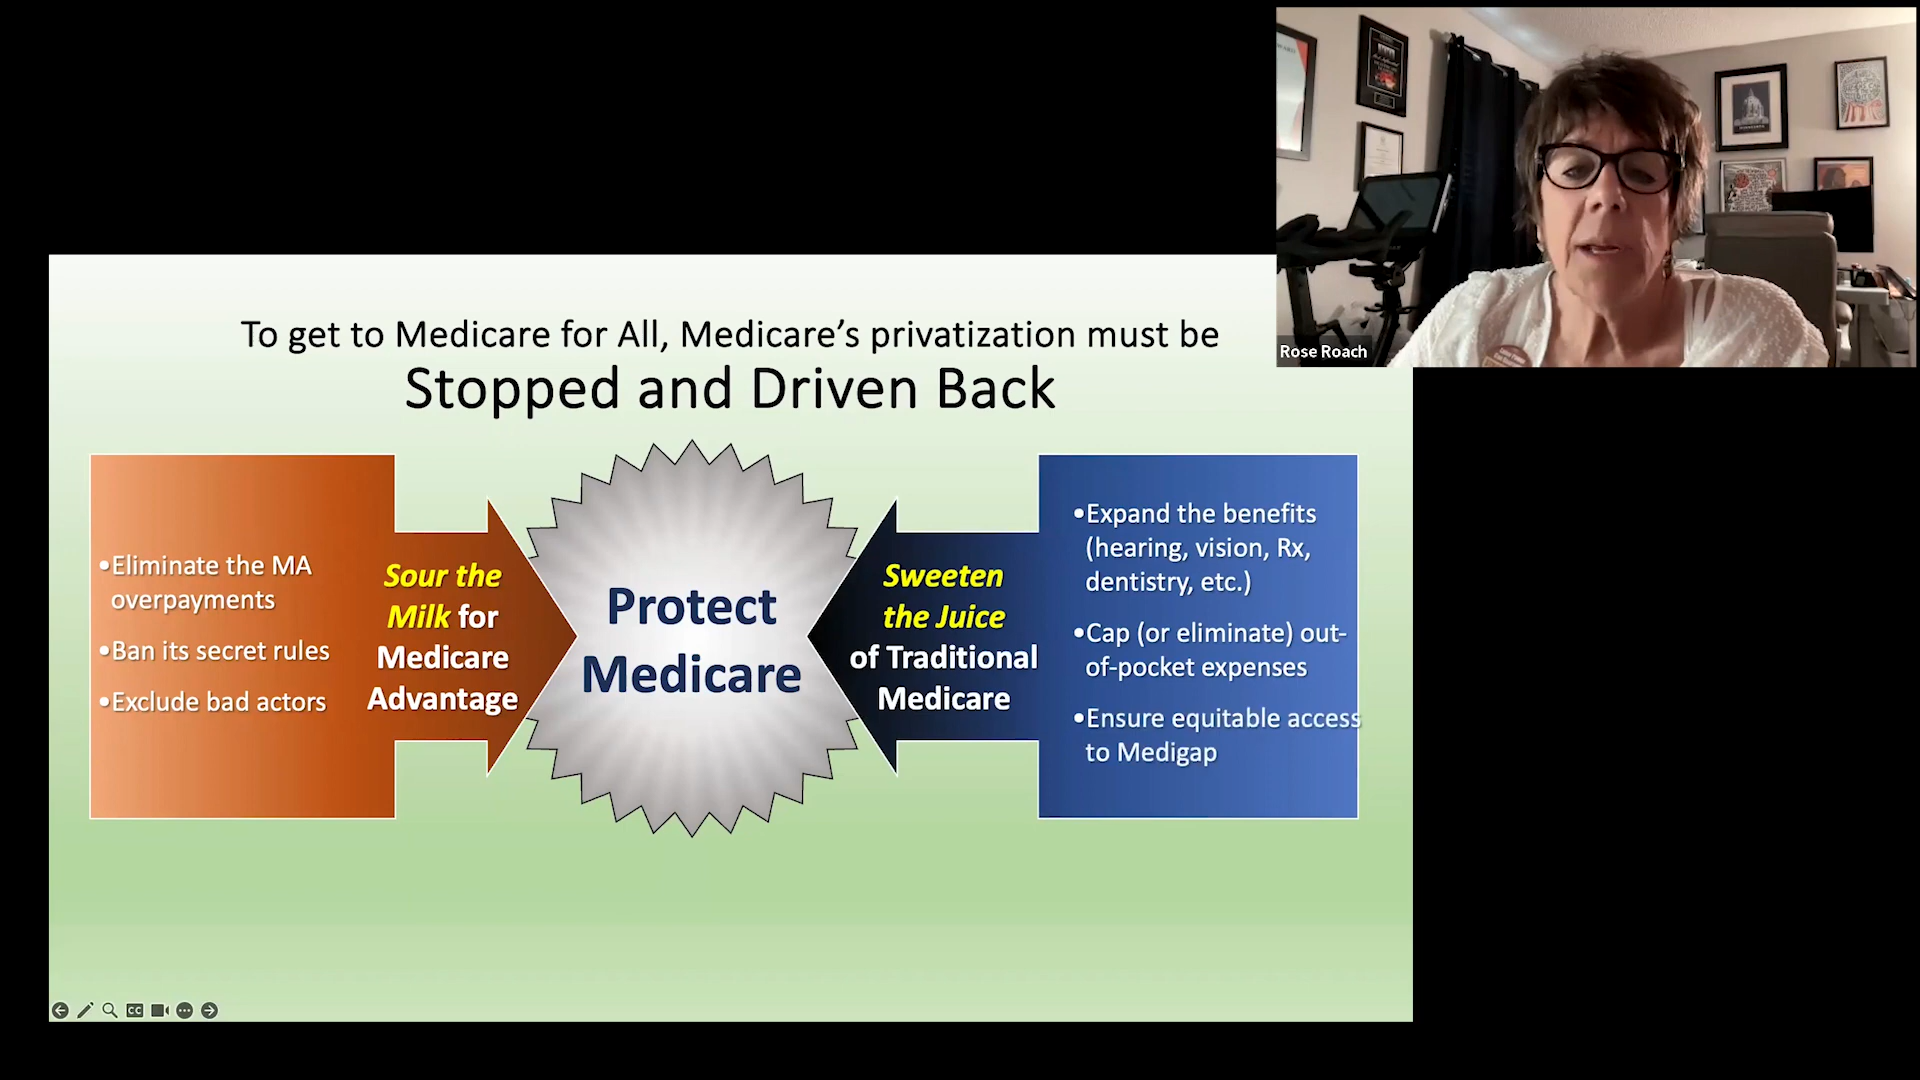 To get to Medicare for All, Medicare’s privatization must be
Stopped and Driven Back
•Eliminate the MA
overpayments
•Ban its secret rules
•Exclude bad actors
Sour the
Milk for
Medicare
Advantage
Protect
Medicare
Sweeten
the Juice
of Traditional
Medicare
•Expand the benefits
(hearing, vision, Rx,
dentistry, etc.)
•Cap (or eliminate) out-
of-pocket expenses
•Ensure equitable access
to Medigap
Rose Roach
CC